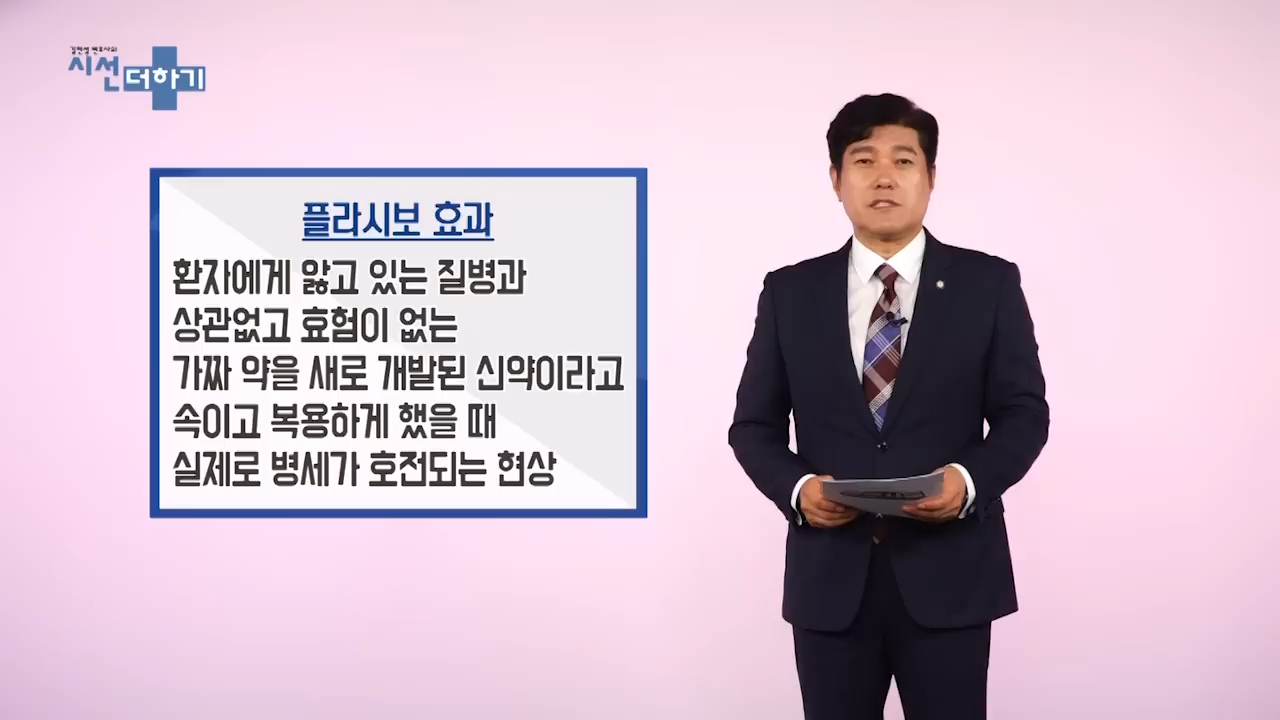 시선
더하기
플라시보 효과
환자에게 앓고 있는 질병과
상관없고 효험이 없는
가짜 약을 새로 개발된 신약이라고
속이고 복용하게 했을 때
실제로 병세가 호전되는 현상